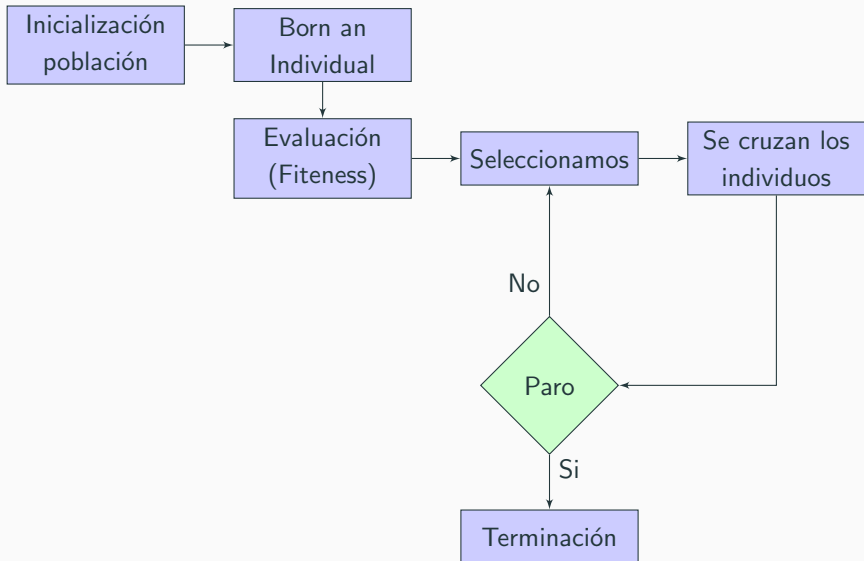 Inicialización
población
Born an
Individual
Evaluación
(Fiteness)
Seleccionamos
Se cruzan los
individuos
No
Paro
Si
Terminación